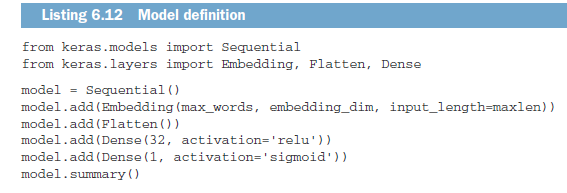 Listing 6.12 Model definition
from keras.models import Sequential
from keras.layers import Embedding, Flatten, Dense
model = Sequential()
model.add(Embedding(max_words, embedding_dim, input_length=maxlen))
model.add(Flatten())
model.add(Dense(32, activation='relu'))
model.add(Dense(1, activation='sigmoid'))
model.summary()